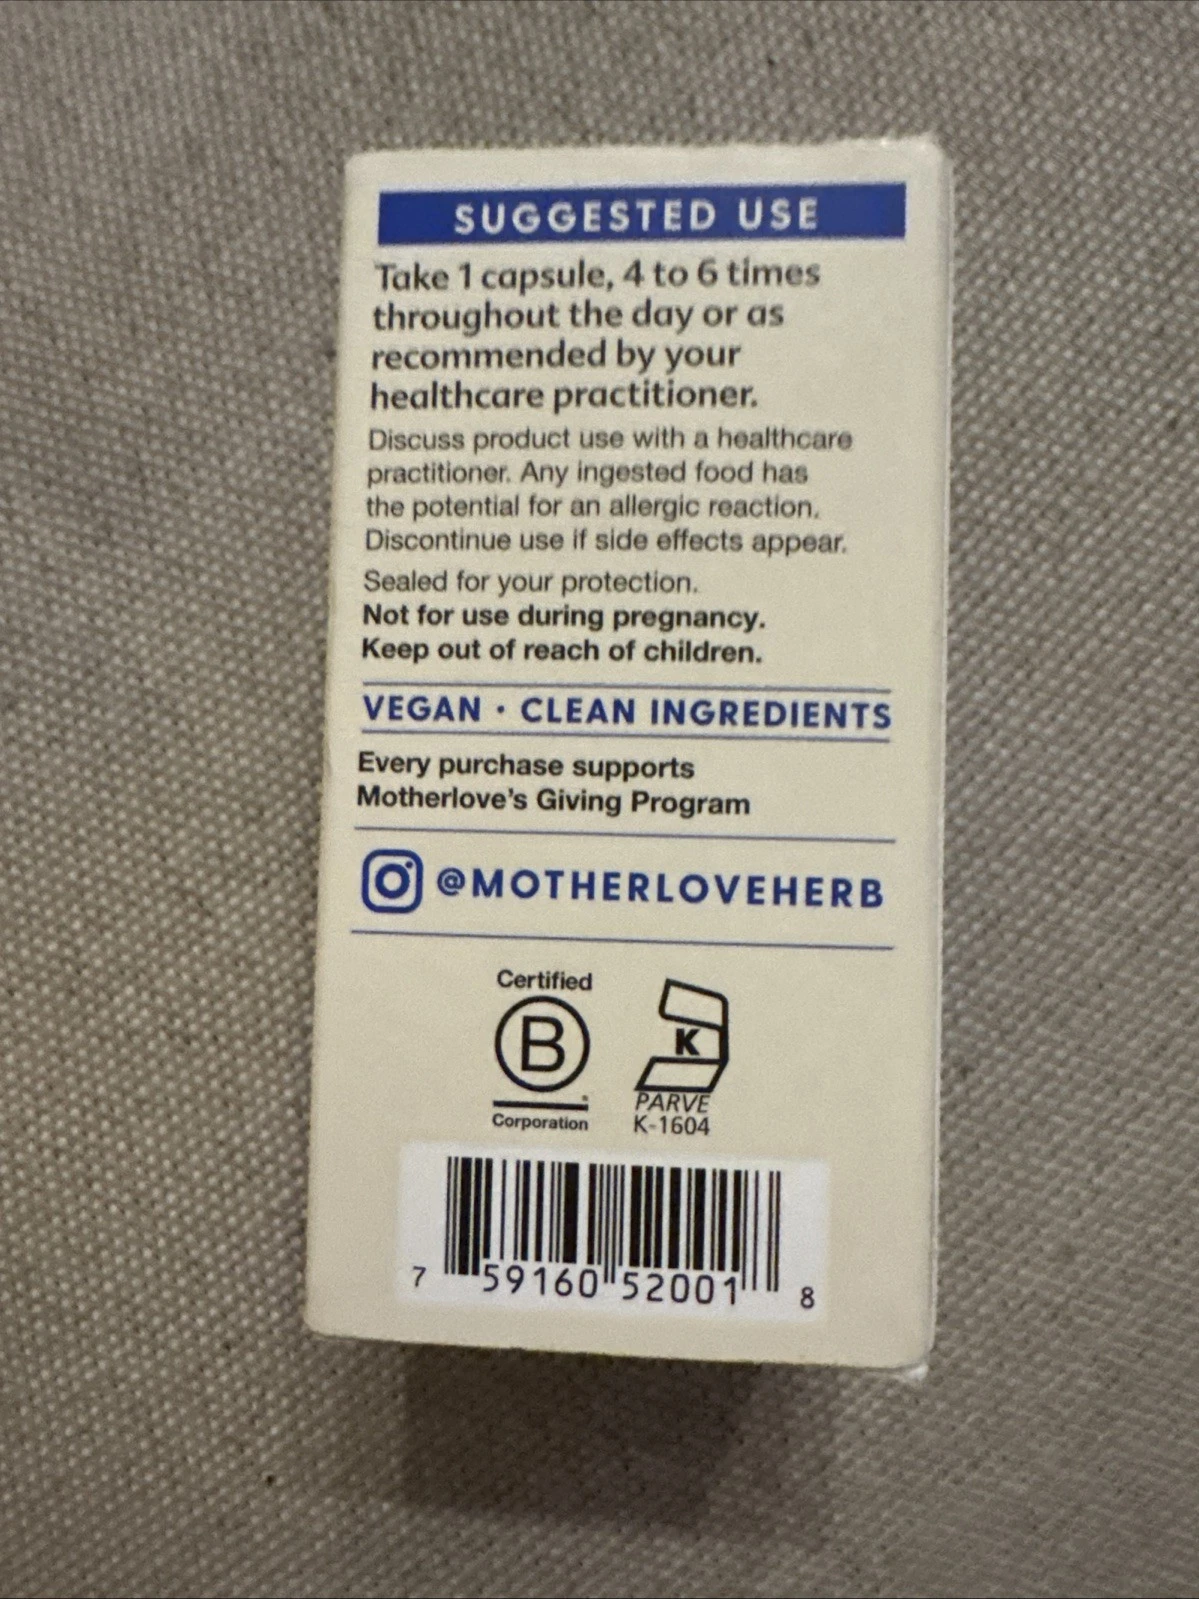 SUGGESTED USE
Take 1 capsule, 4 to 6 times
throughout the day or as
recommended by your
healthcare practitioner.
Discuss product use with a healthcare
practitioner. Any ingested food has
the potential for an allergic reaction.
Discontinue use if side effects appear.
Sealed for your protection.
Not for use during pregnancy.
Keep out of reach of children.
VEGAN · CLEAN INGREDIENTS
Every purchase supports
Motherlove's Giving Program
@MOTHERLOVEHERB
Certified
B
Corporation
K
PARVE
K-1604
7 59160 52001 8